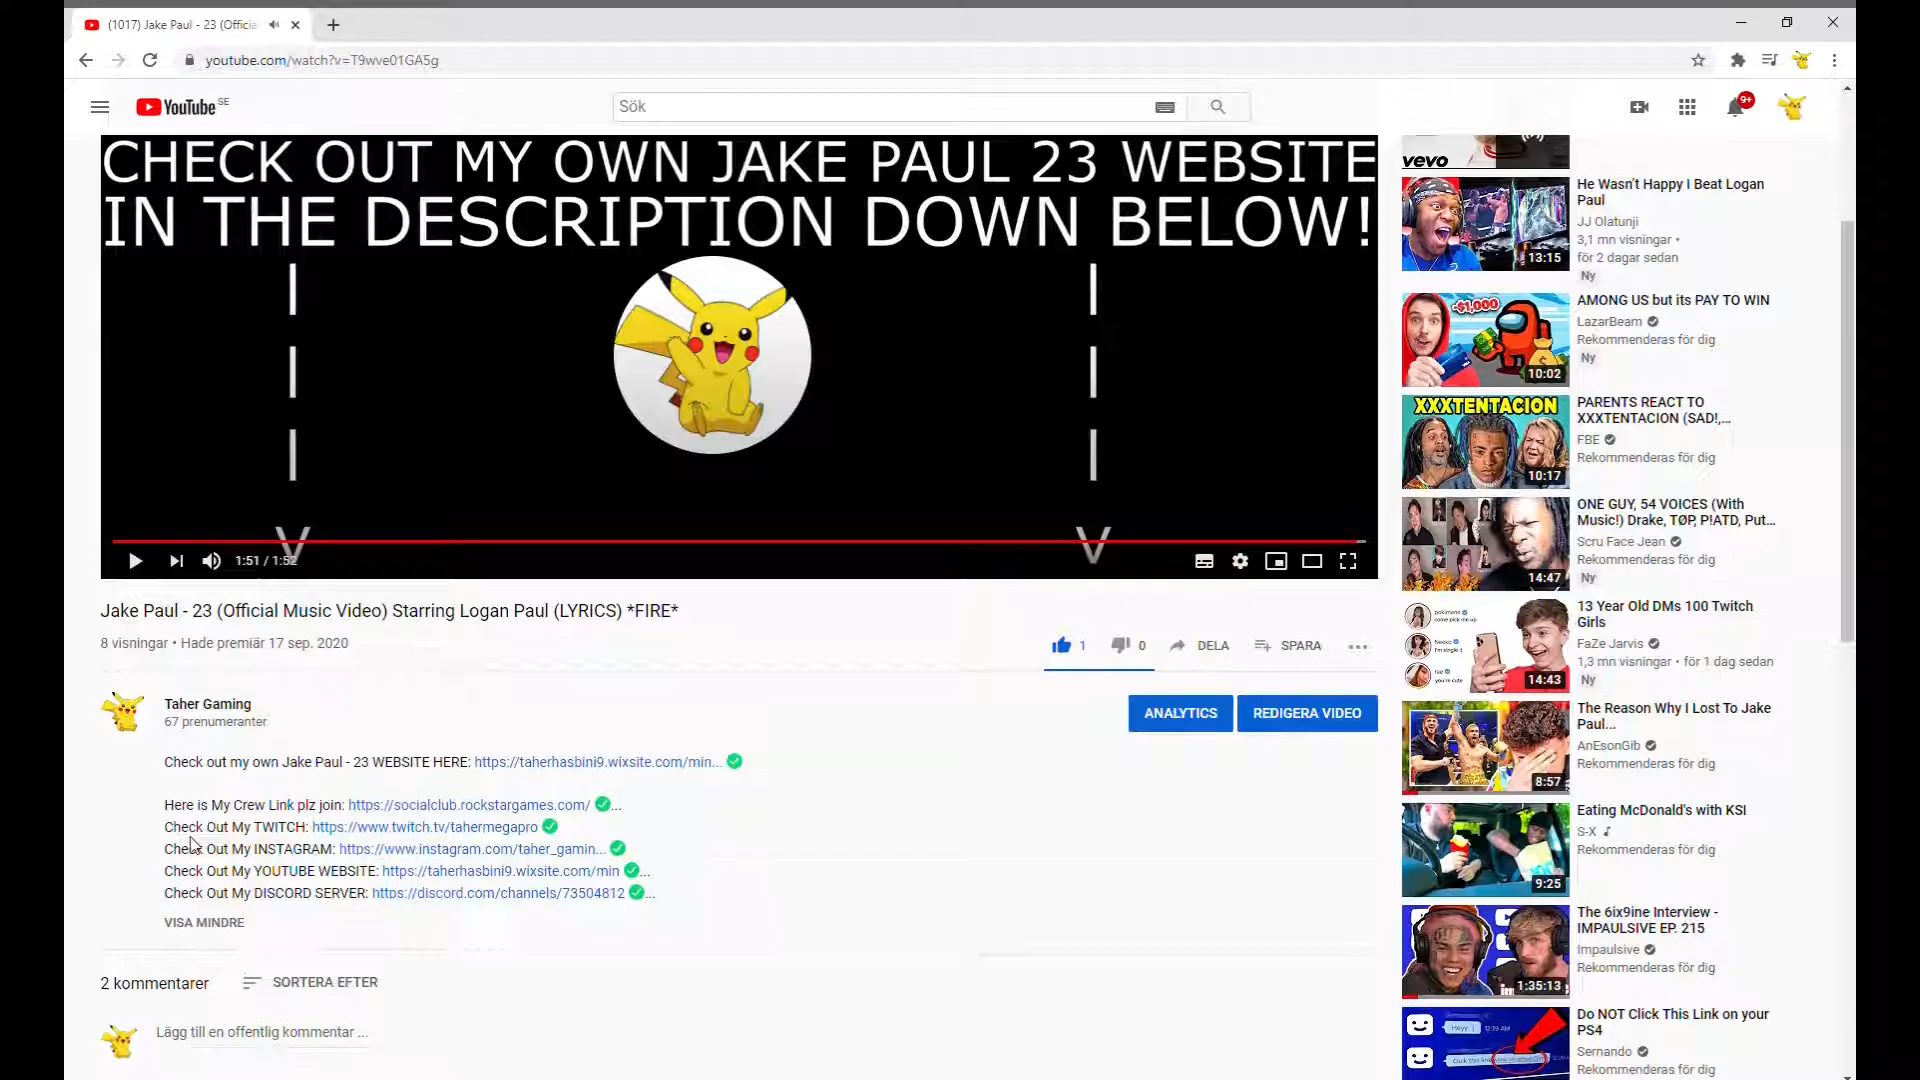 (1017) Jake Paul - 23 (Officia
youtube.com/watch?v=T9wve01GA5g
YouTube SE
Sök
9+
CHECK OUT MY OWN JAKE PAUL 23 WEBSITE
IN THE DESCRIPTION DOWN BELOW!
1:51 / 1:52
Jake Paul - 23 (Official Music Video) Starring Logan Paul (LYRICS) *FIRE*
8 visningar • Hade premiär 17 sep. 2020
1
0
DELA
SPARA
Taher Gaming
67 prenumeranter
ANALYTICS
REDIGERA VIDEO
Check out my own Jake Paul - 23 WEBSITE HERE: https://taherhasbini9.wixsite.com/min...
Here is My Crew Link plz join: https://socialclub.rockstargames.com/ ...
Check Out My TWITCH: https://www.twitch.tv/tahermegapro
Check Out My INSTAGRAM: https://www.instagram.com/taher_gamin...
Check Out My YOUTUBE WEBSITE: https://taherhasbini9.wixsite.com/min ...
Check Out My DISCORD SERVER: https://discord.com/channels/73504812 ...
VISA MINDRE
2 kommentarer
SORTERA EFTER
Lägg till en offentlig kommentar ...
vevo
13:15
He Wasn't Happy I Beat Logan
Paul
JJ Olatunji
3,1 mn visningar •
för 2 dagar sedan
Ny
-$1,000
10:02
AMONG US but its PAY TO WIN
LazarBeam
Rekommenderas för dig
Ny
XXXTENTACION
10:17
PARENTS REACT TO
XXXTENTACION (SAD!,...
FBE
Rekommenderas för dig
14:47
ONE GUY, 54 VOICES (With
Music!) Drake, TØP, P!ATD, Put...
Scru Face Jean
Rekommenderas för dig
Ny
pokimane
come pick me up
Neeko
I'm single :)
rae
you're cute
14:43
13 Year Old DMs 100 Twitch
Girls
FaZe Jarvis
1,3 mn visningar • för 1 dag sedan
Ny
8:57
The Reason Why I Lost To Jake
Paul...
AnEsonGib
Rekommenderas för dig
9:25
Eating McDonald's with KSI
S-X
Rekommenderas för dig
1:35:13
The 6ix9ine Interview -
IMPAULSIVE EP. 215
Impaulsive
Rekommenderas för dig
Do NOT Click This Link on your
PS4
Sernando
Rekommenderas för dig